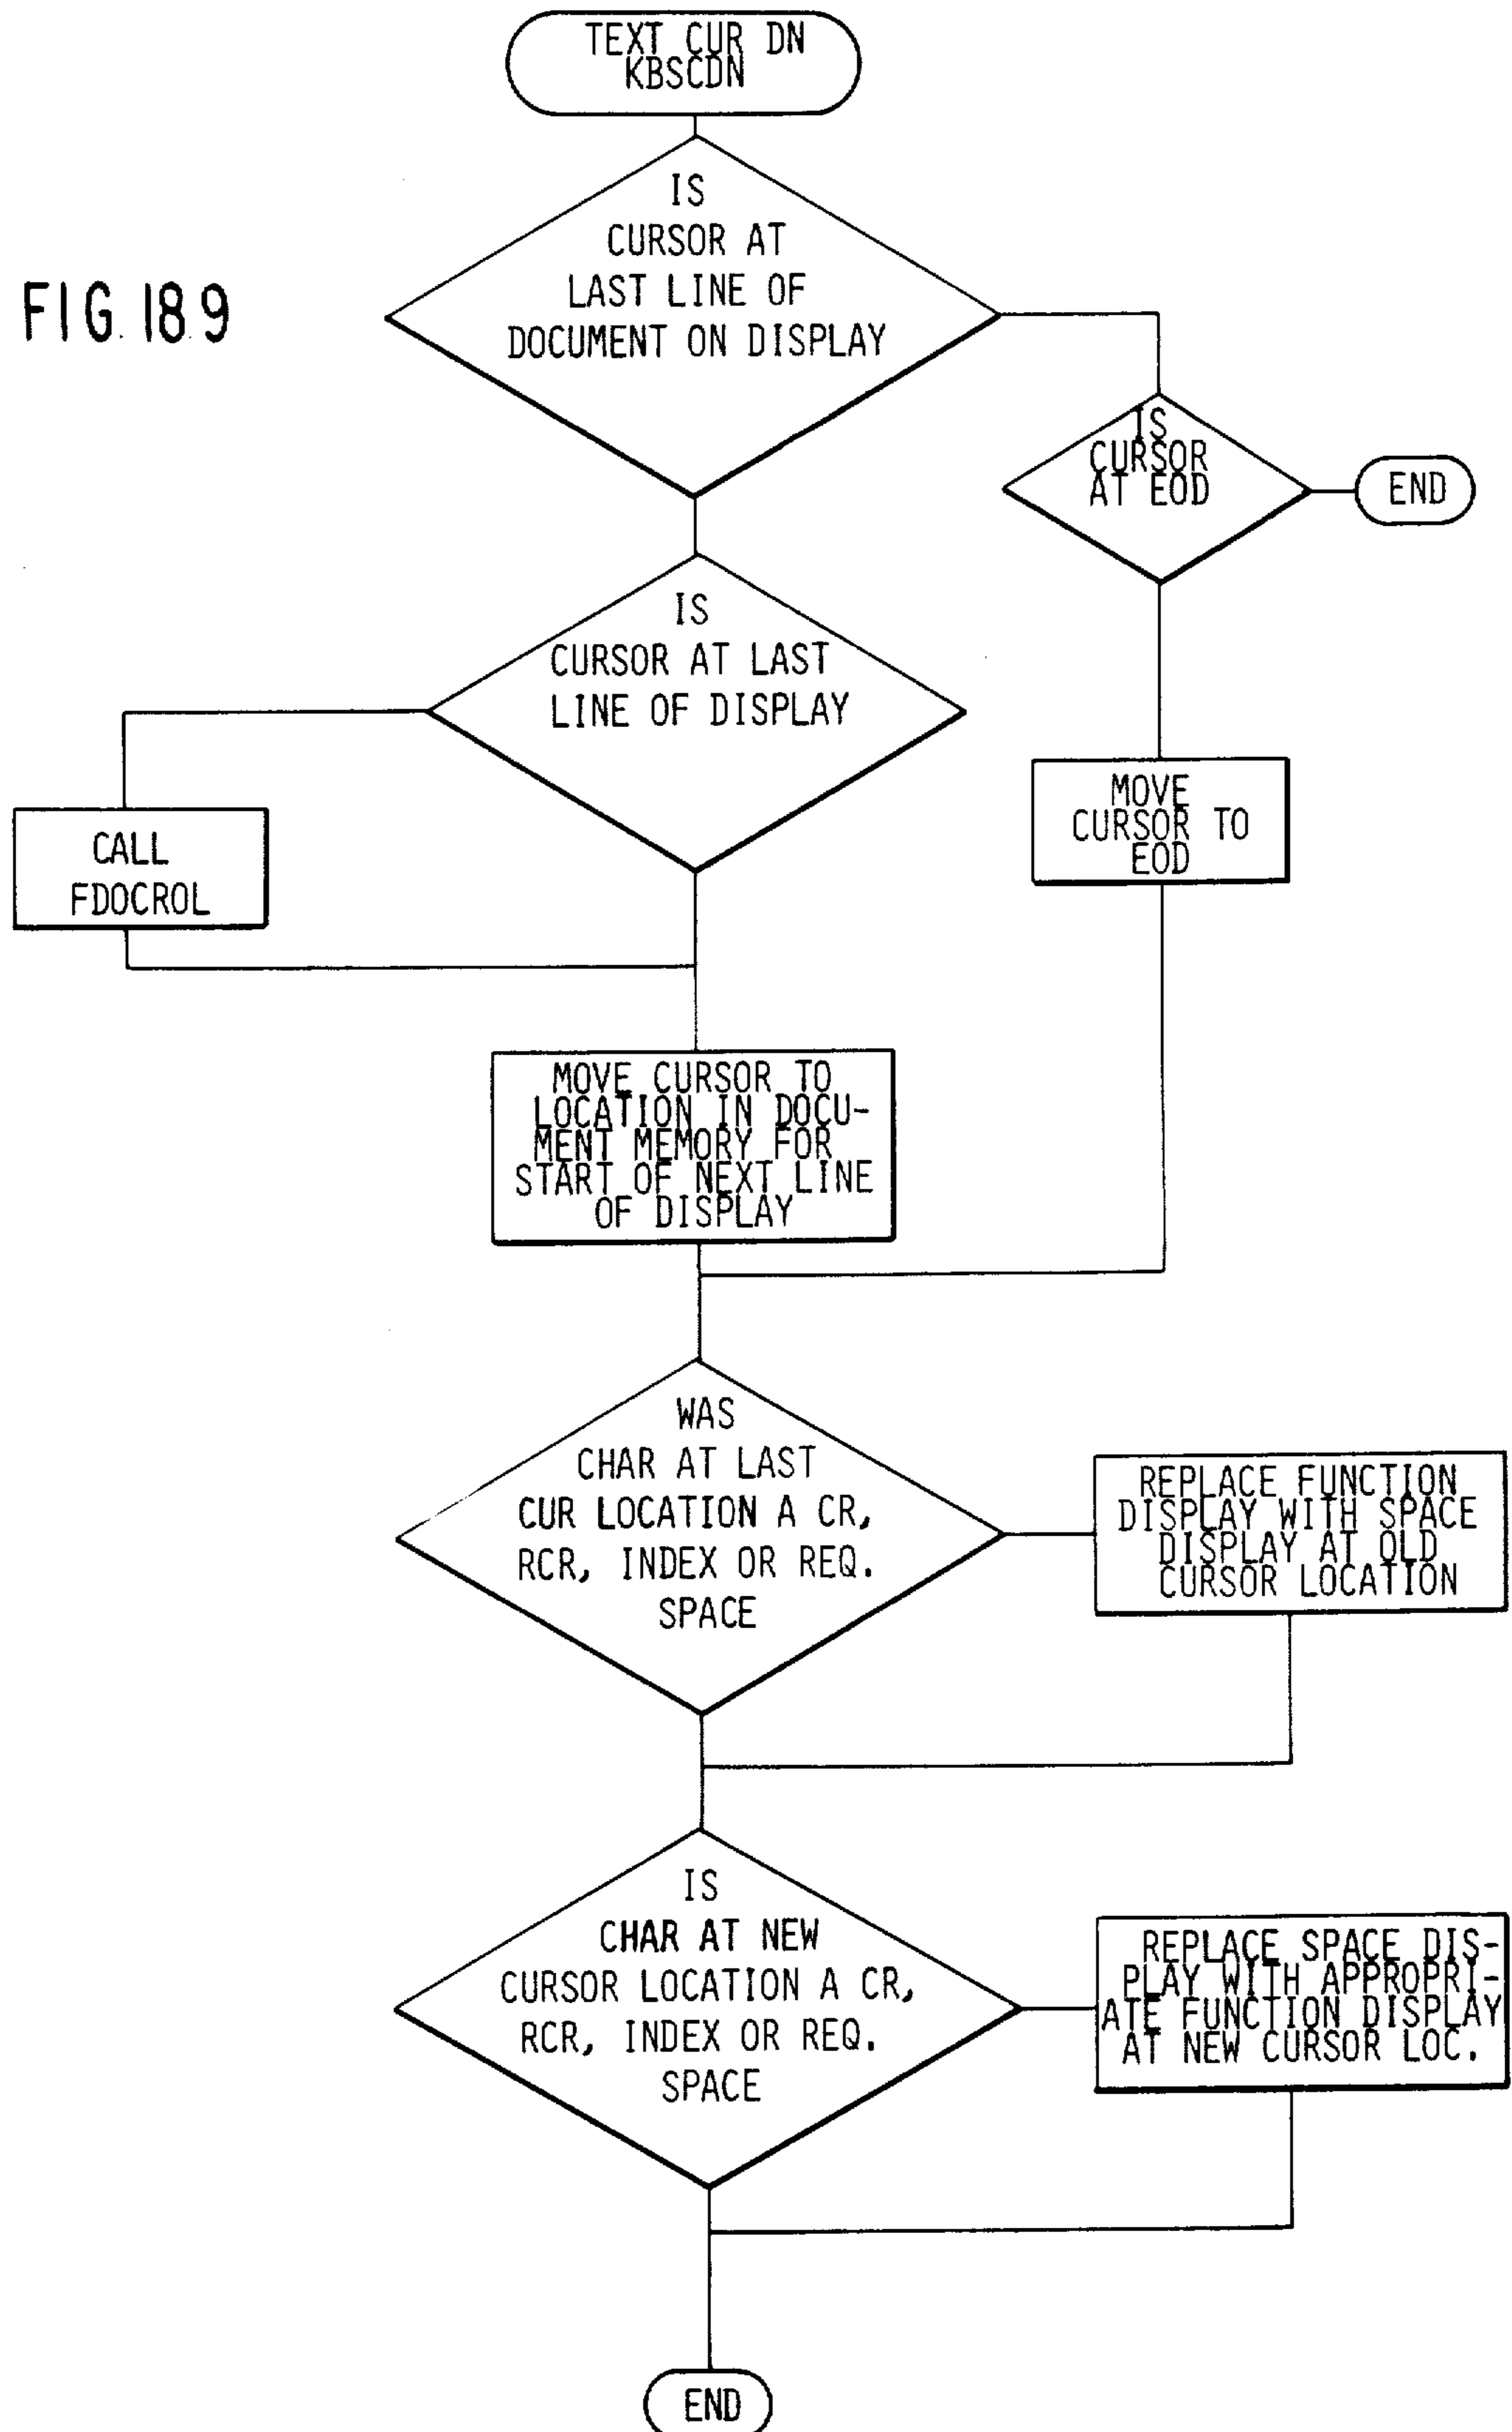 TEXT CUR DN
KBSCDN
IS
CURSOR AT
LAST LINE OF
DOCUMENT ON DISPLAY
FIG. 18.9
IS
CURSOR
AT EOD
END
IS
CURSOR AT LAST
LINE OF DISPLAY
MOVE
CURSOR TO
EOD
CALL
FDOCROL
MOVE CURSOR TO
LOCATION IN DOCU-
MENT MEMORY FOR
START OF NEXT LINE
OF DISPLAY
WAS
CHAR AT LAST
CUR LOCATION A CR,
RCR, INDEX OR REQ.
SPACE
REPLACE FUNCTION
DISPLAY WITH SPACE
DISPLAY AT OLD
CURSOR LOCATION
IS
CHAR AT NEW
CURSOR LOCATION A CR,
RCR, INDEX OR REQ.
SPACE
REPLACE SPACE DIS-
PLAY WITH APPROPRI-
ATE FUNCTION DISPLAY
AT NEW CURSOR LOC.
END